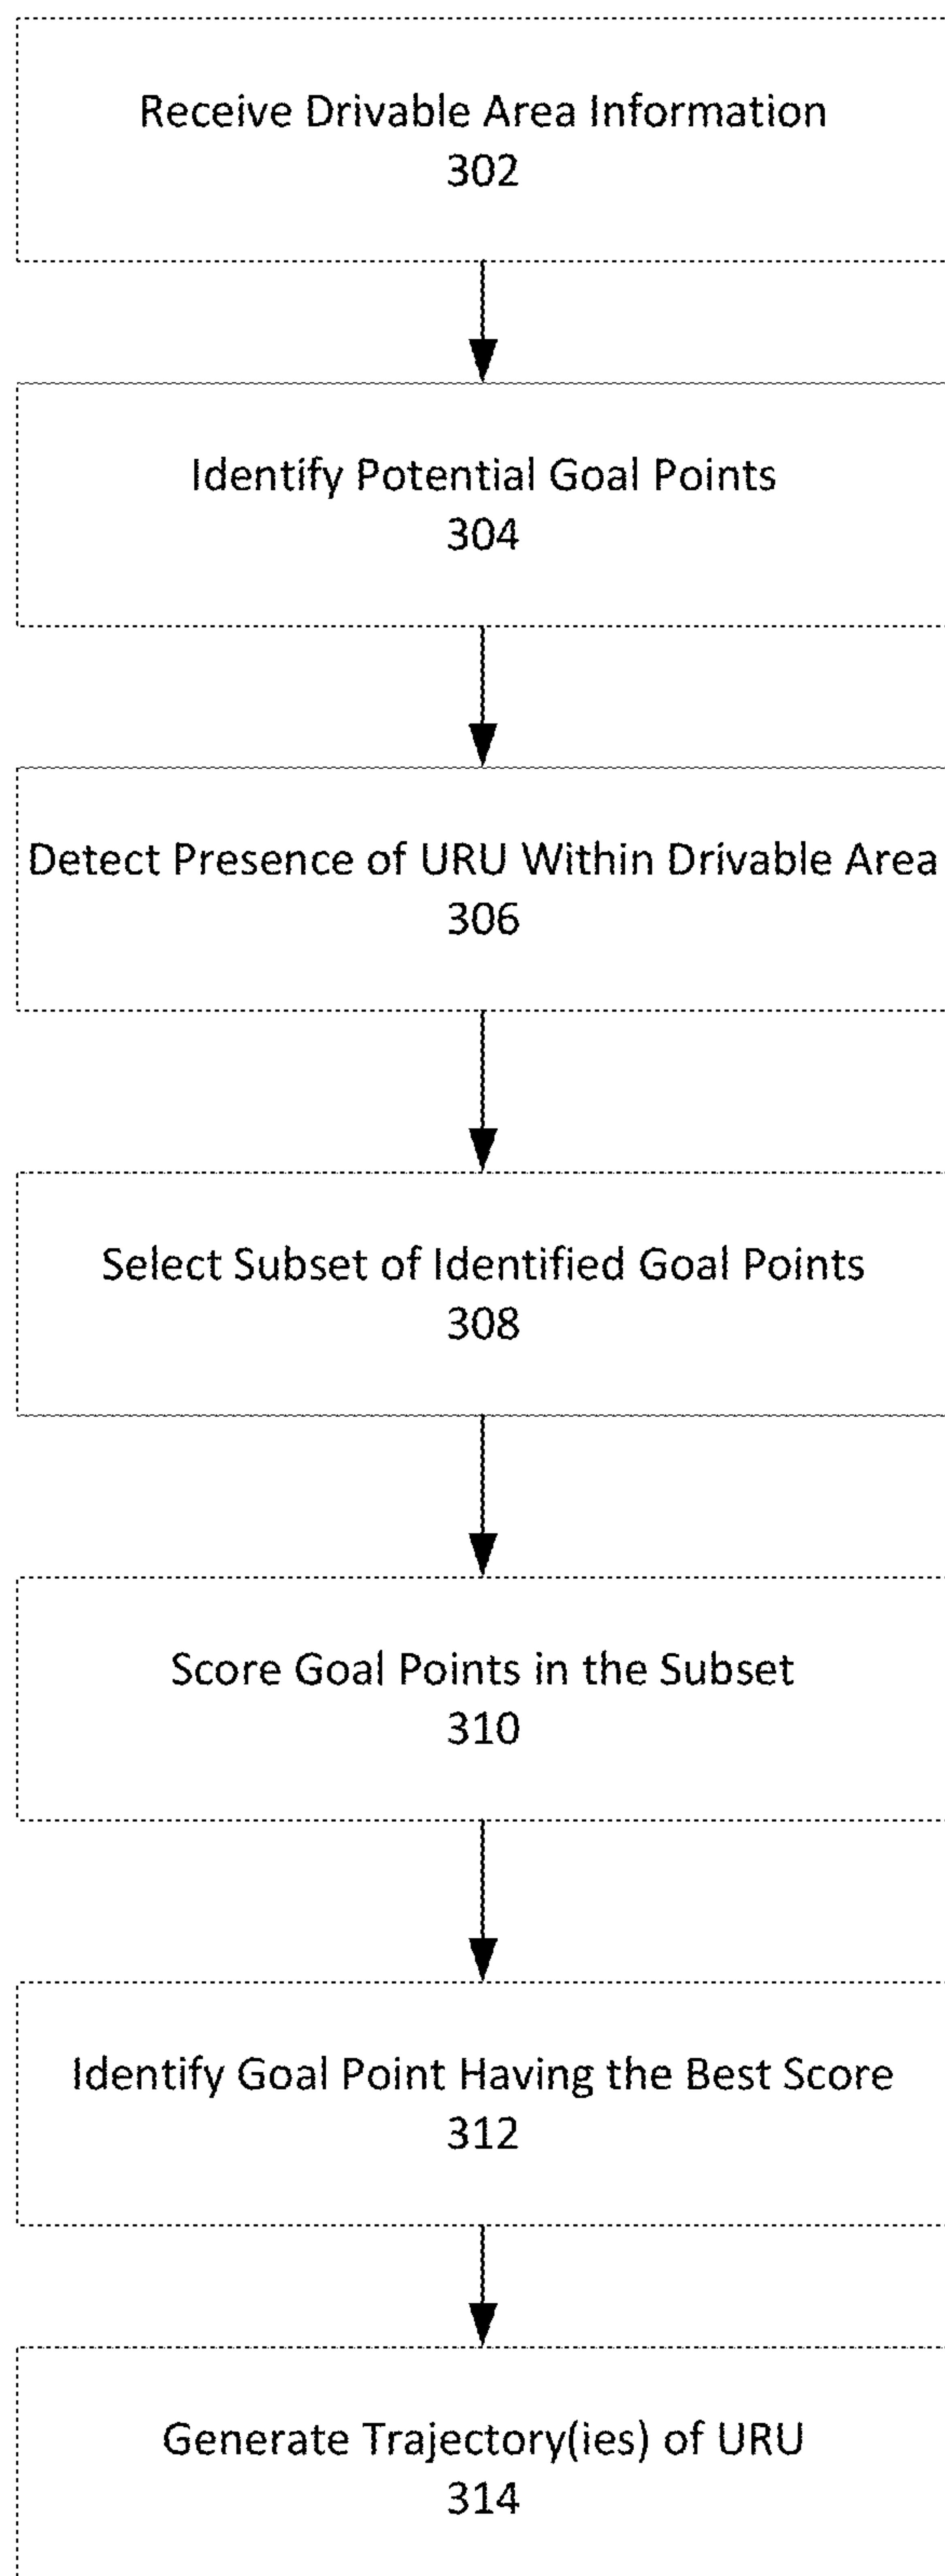 Receive Drivable Area Information
302
Identify Potential Goal Points
304
Detect Presence of URU Within Drivable Area
306
Select Subset of Identified Goal Points
308
Score Goal Points in the Subset
310
Identify Goal Point Having the Best Score
312
Generate Trajectory(ies) of URU
314